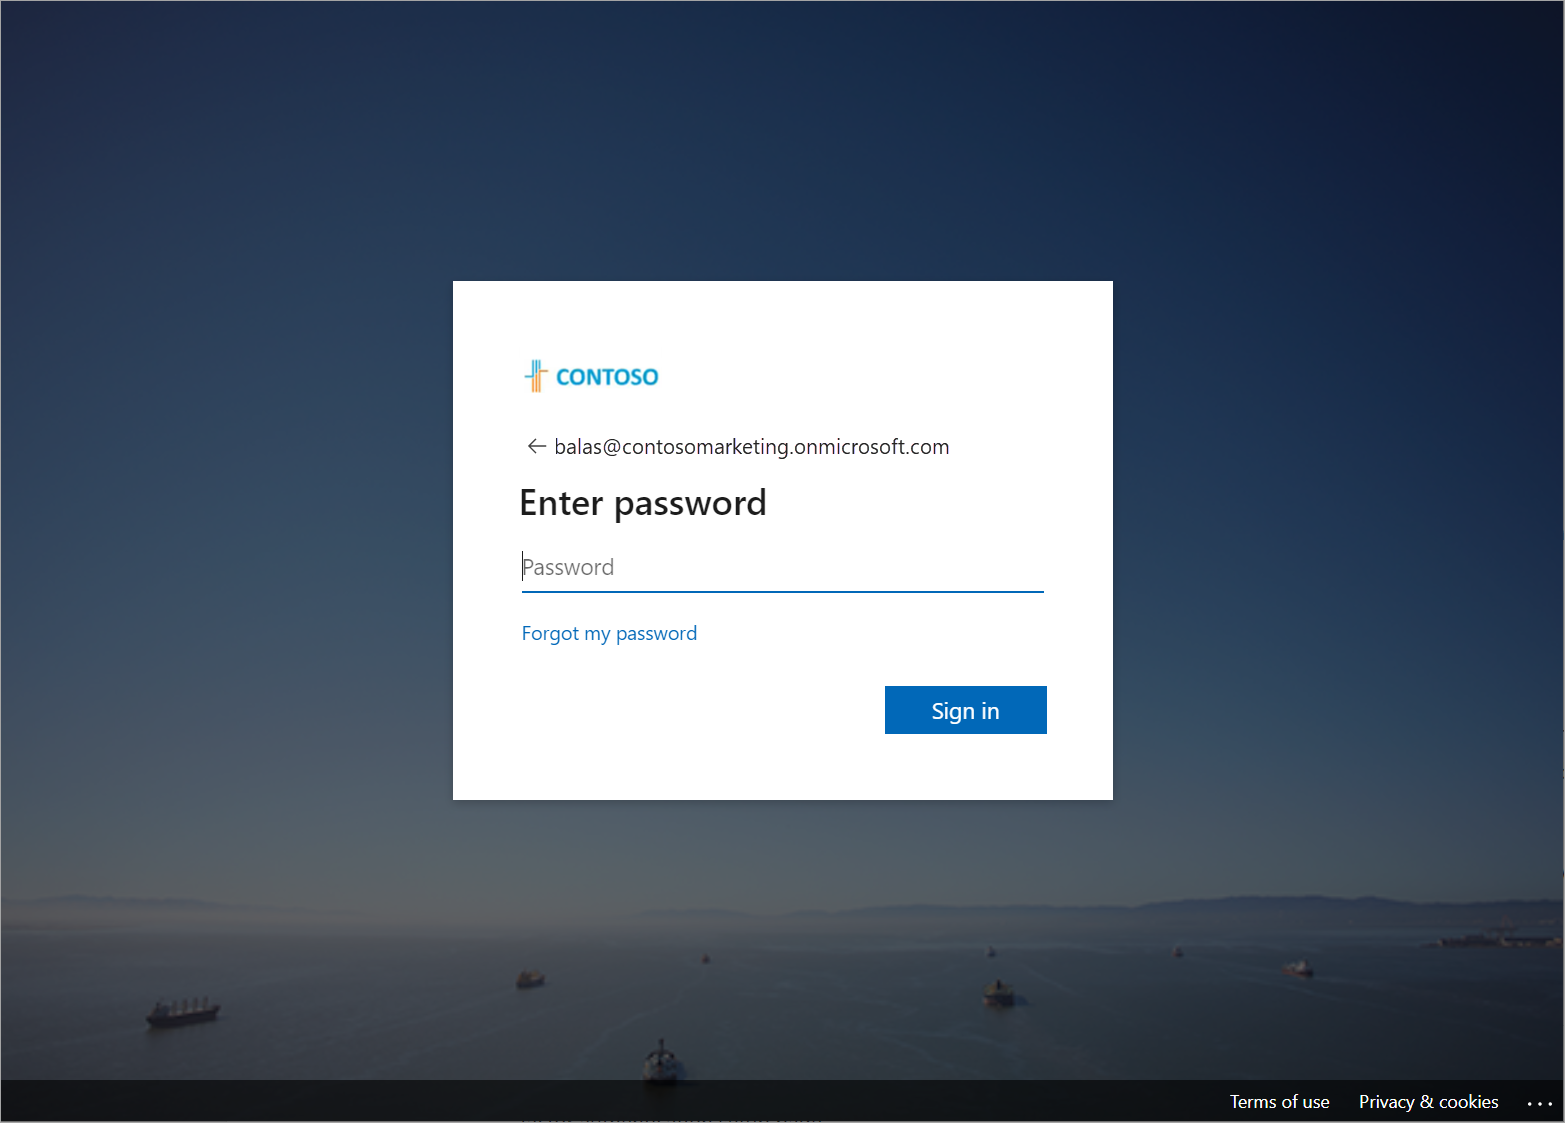 CONTOSO
balas@contosomarketing.onmicrosoft.com
Enter password
Password
Forgot my password
Sign in
Terms of use Privacy & cookies ...